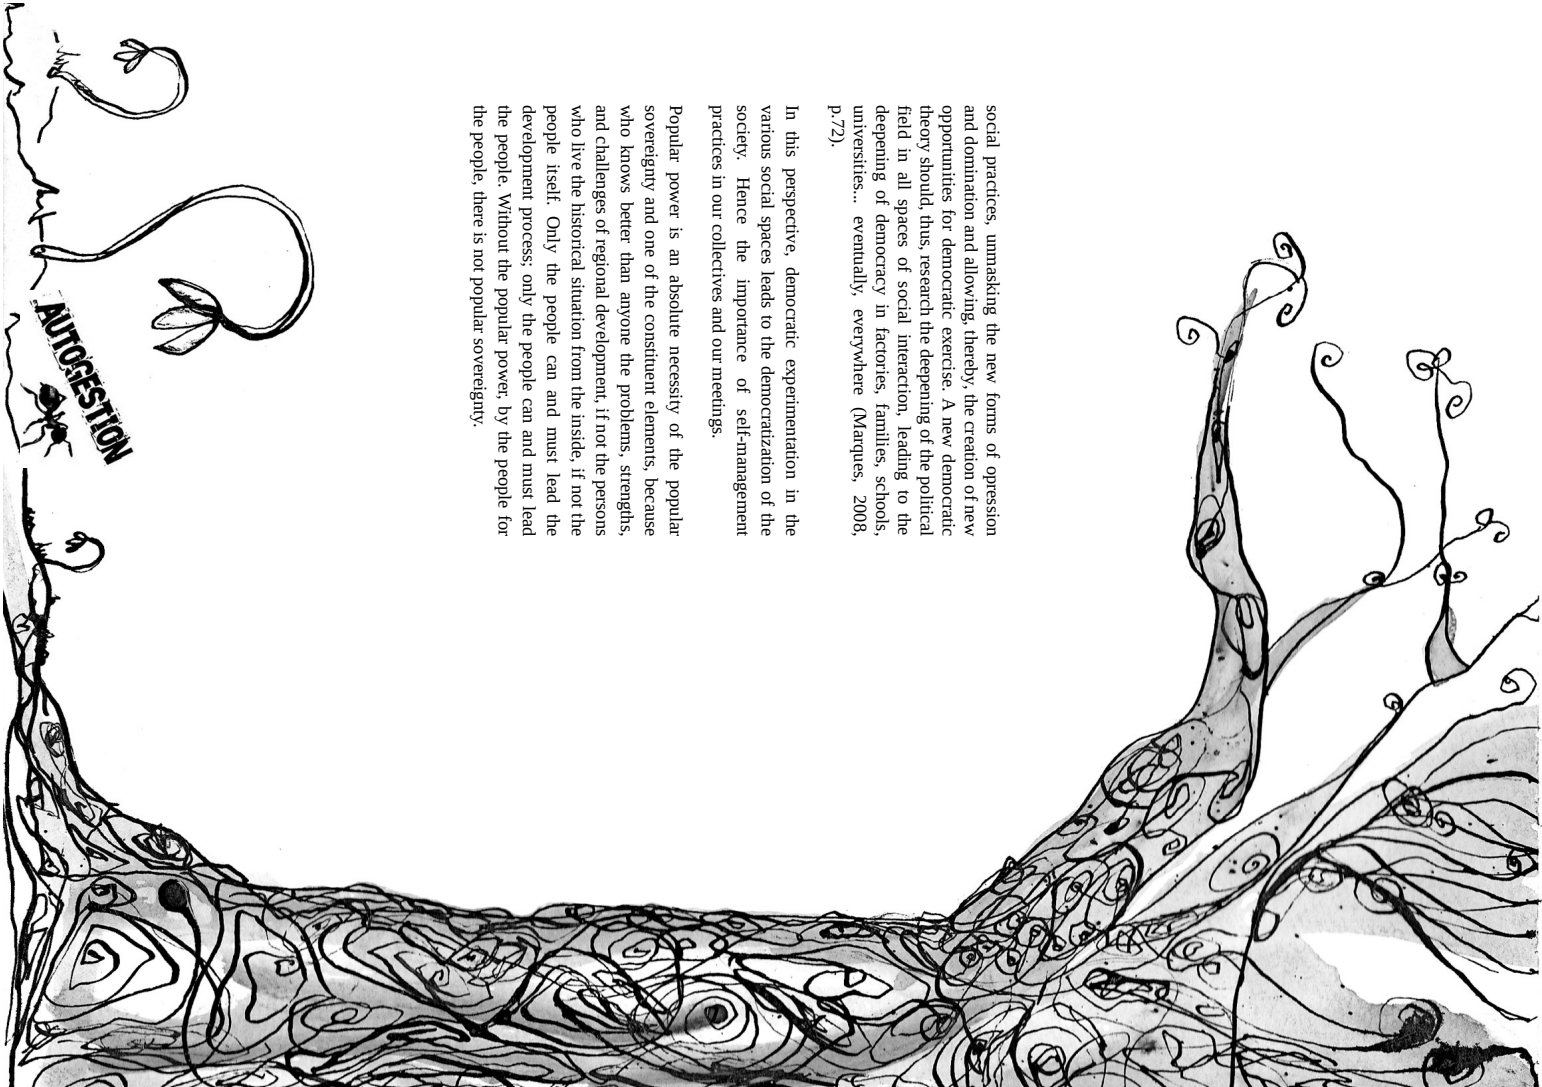 social practices, unmasking the new forms of opression
and domination and allowing, thereby, the creation of new
opportunities for democratic exercise. A new democratic
theory should, thus, research the deepening of the political
field in all spaces of social interaction, leading to the
deepening of democracy in factories, families, schools,
universities... eventually, everywhere (Marques, 2008,
p.72).
In this perspective, democratic experimentation in the
various social spaces leads to the democratization of the
society. Hence the importance of self-management
practices in our collectives and our meetings.
Popular power is an absolute necessity of the popular
sovereignty and one of the constituent elements, because
who knows better than anyone the problems, strengths,
and challenges of regional development, if not the persons
who live the historical situation from the inside, if not the
people itself. Only the people can and must lead the
development process; only the people can and must lead
the people. Without the popular power, by the people for
the people, there is not popular sovereignty.
AUTOGESTION